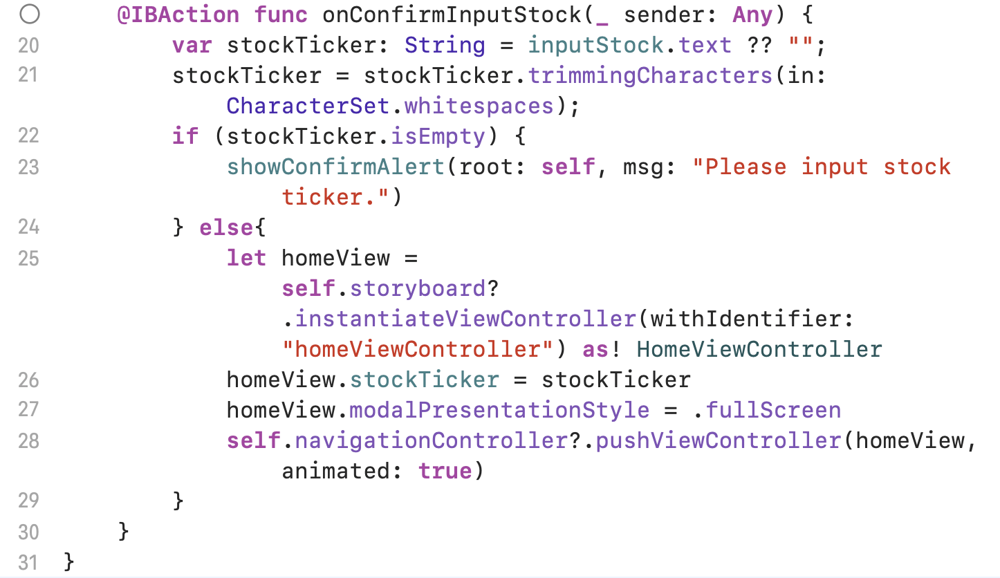 @IBAction func onConfirmInputStock(_ sender: Any) {
20 var stockTicker: String = inputStock.text ?? "";
21 stockTicker = stockTicker.trimmingCharacters(in:
CharacterSet.whitespaces);
22 if (stockTicker.isEmpty) {
23 showConfirmAlert(root: self, msg: "Please input stock
ticker.")
24 } else{
25 let homeView =
self.storyboard?
.instantiateViewController(withIdentifier:
"homeViewController") as! HomeViewController
26 homeView.stockTicker = stockTicker
27 homeView.modalPresentationStyle = .fullScreen
28 self.navigationController?.pushViewController(homeView,
animated: true)
29 }
30 }
31 }